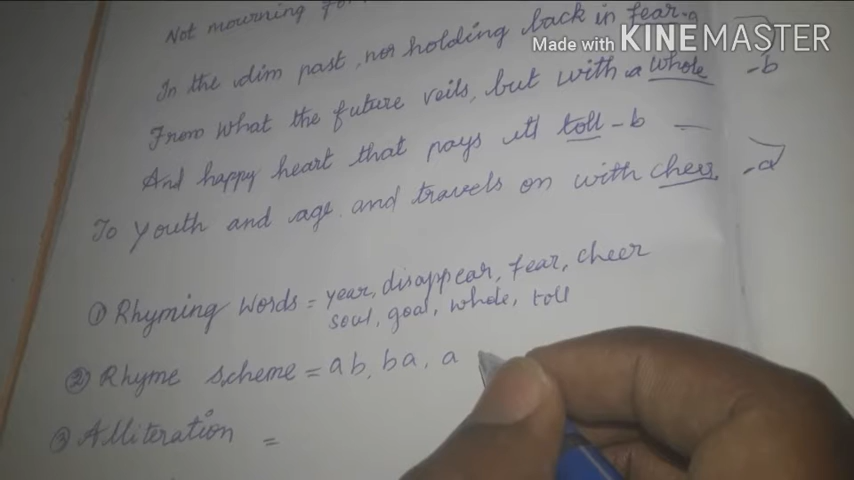 Not mourning for
In the dim past, nor holding back in fear - a
Made with KINEMASTER
From what the future veils, but with a whole - b
And happy heart that pays its toll - b
To Youth and age and travels on with cheer - a
① Rhyming Words = year, disappear, fear, cheer
soul, goal, whole, toll
② Rhyme scheme = ab, ba, a
③ Alliteration =